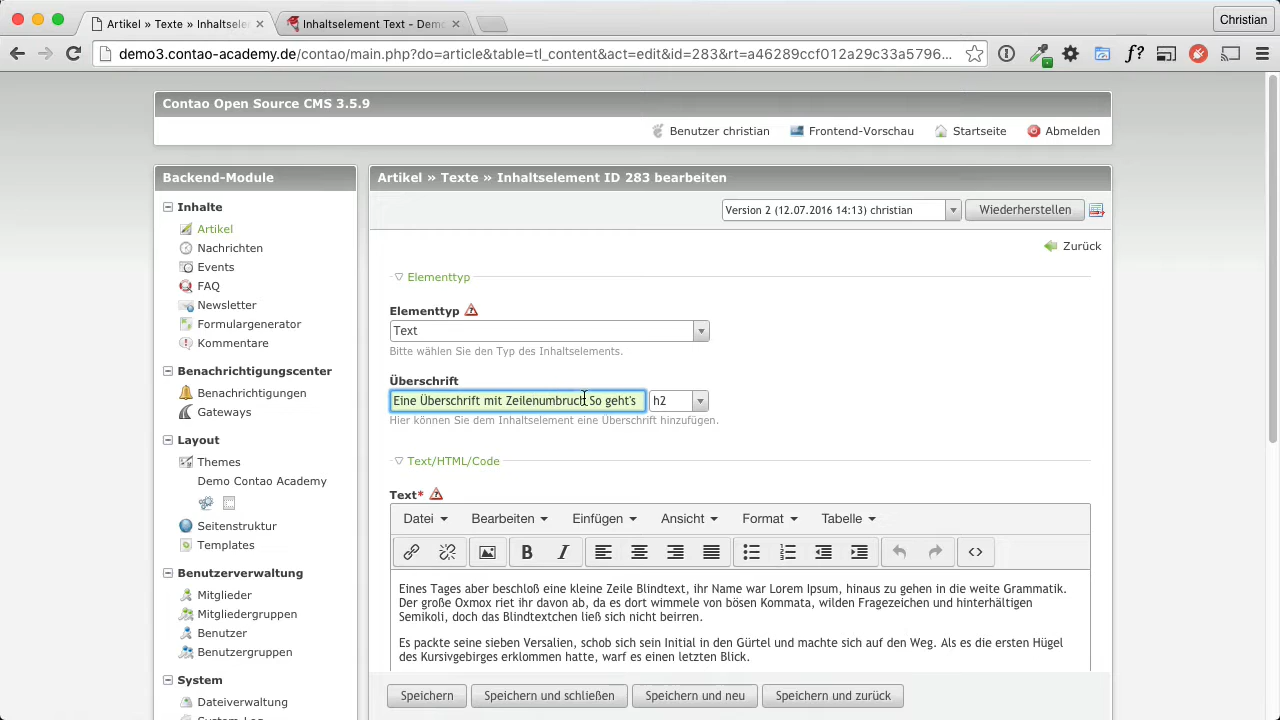 Artikel » Texte » Inhaltsele
Inhaltselement Text - Demo
Christian
demo3.contao-academy.de/contao/main.php?do=article&table=tl_content&act=edit&id=283&rt=a46289ccf012a29c33a5796...
f?
Contao Open Source CMS 3.5.9
Benutzer christian
Frontend-Vorschau
Startseite
Abmelden
Backend-Module
Inhalte
Artikel
Nachrichten
Events
FAQ
Newsletter
Formulargenerator
Kommentare
Benachrichtigungscenter
Benachrichtigungen
Gateways
Layout
Themes
Demo Contao Academy
Seitenstruktur
Templates
Benutzerverwaltung
Mitglieder
Mitgliedergruppen
Benutzer
Benutzergruppen
System
Dateiverwaltung
System-Log
Artikel » Texte » Inhaltselement ID 283 bearbeiten
Version 2 (12.07.2016 14:13) christian
Wiederherstellen
Zurück
Elementtyp
Elementtyp
Text
Bitte wählen Sie den Typ des Inhaltselements.
Überschrift
Eine Überschrift mit Zeilenumbruch So geht's
h2
Hier können Sie dem Inhaltselement eine Überschrift hinzufügen.
Text/HTML/Code
Text*
Datei
Bearbeiten
Einfügen
Ansicht
Format
Tabelle
B
I
Eines Tages aber beschloß eine kleine Zeile Blindtext, ihr Name war Lorem Ipsum, hinaus zu gehen in die weite Grammatik.
Der große Oxmox riet ihr davon ab, da es dort wimmele von bösen Kommata, wilden Fragezeichen und hinterhältigen
Semikoli, doch das Blindtextchen ließ sich nicht beirren.
Es packte seine sieben Versalien, schob sich sein Initial in den Gürtel und machte sich auf den Weg. Als es die ersten Hügel
des Kursivgebirges erklommen hatte, warf es einen letzten Blick.
Speichern
Speichern und schließen
Speichern und neu
Speichern und zurück